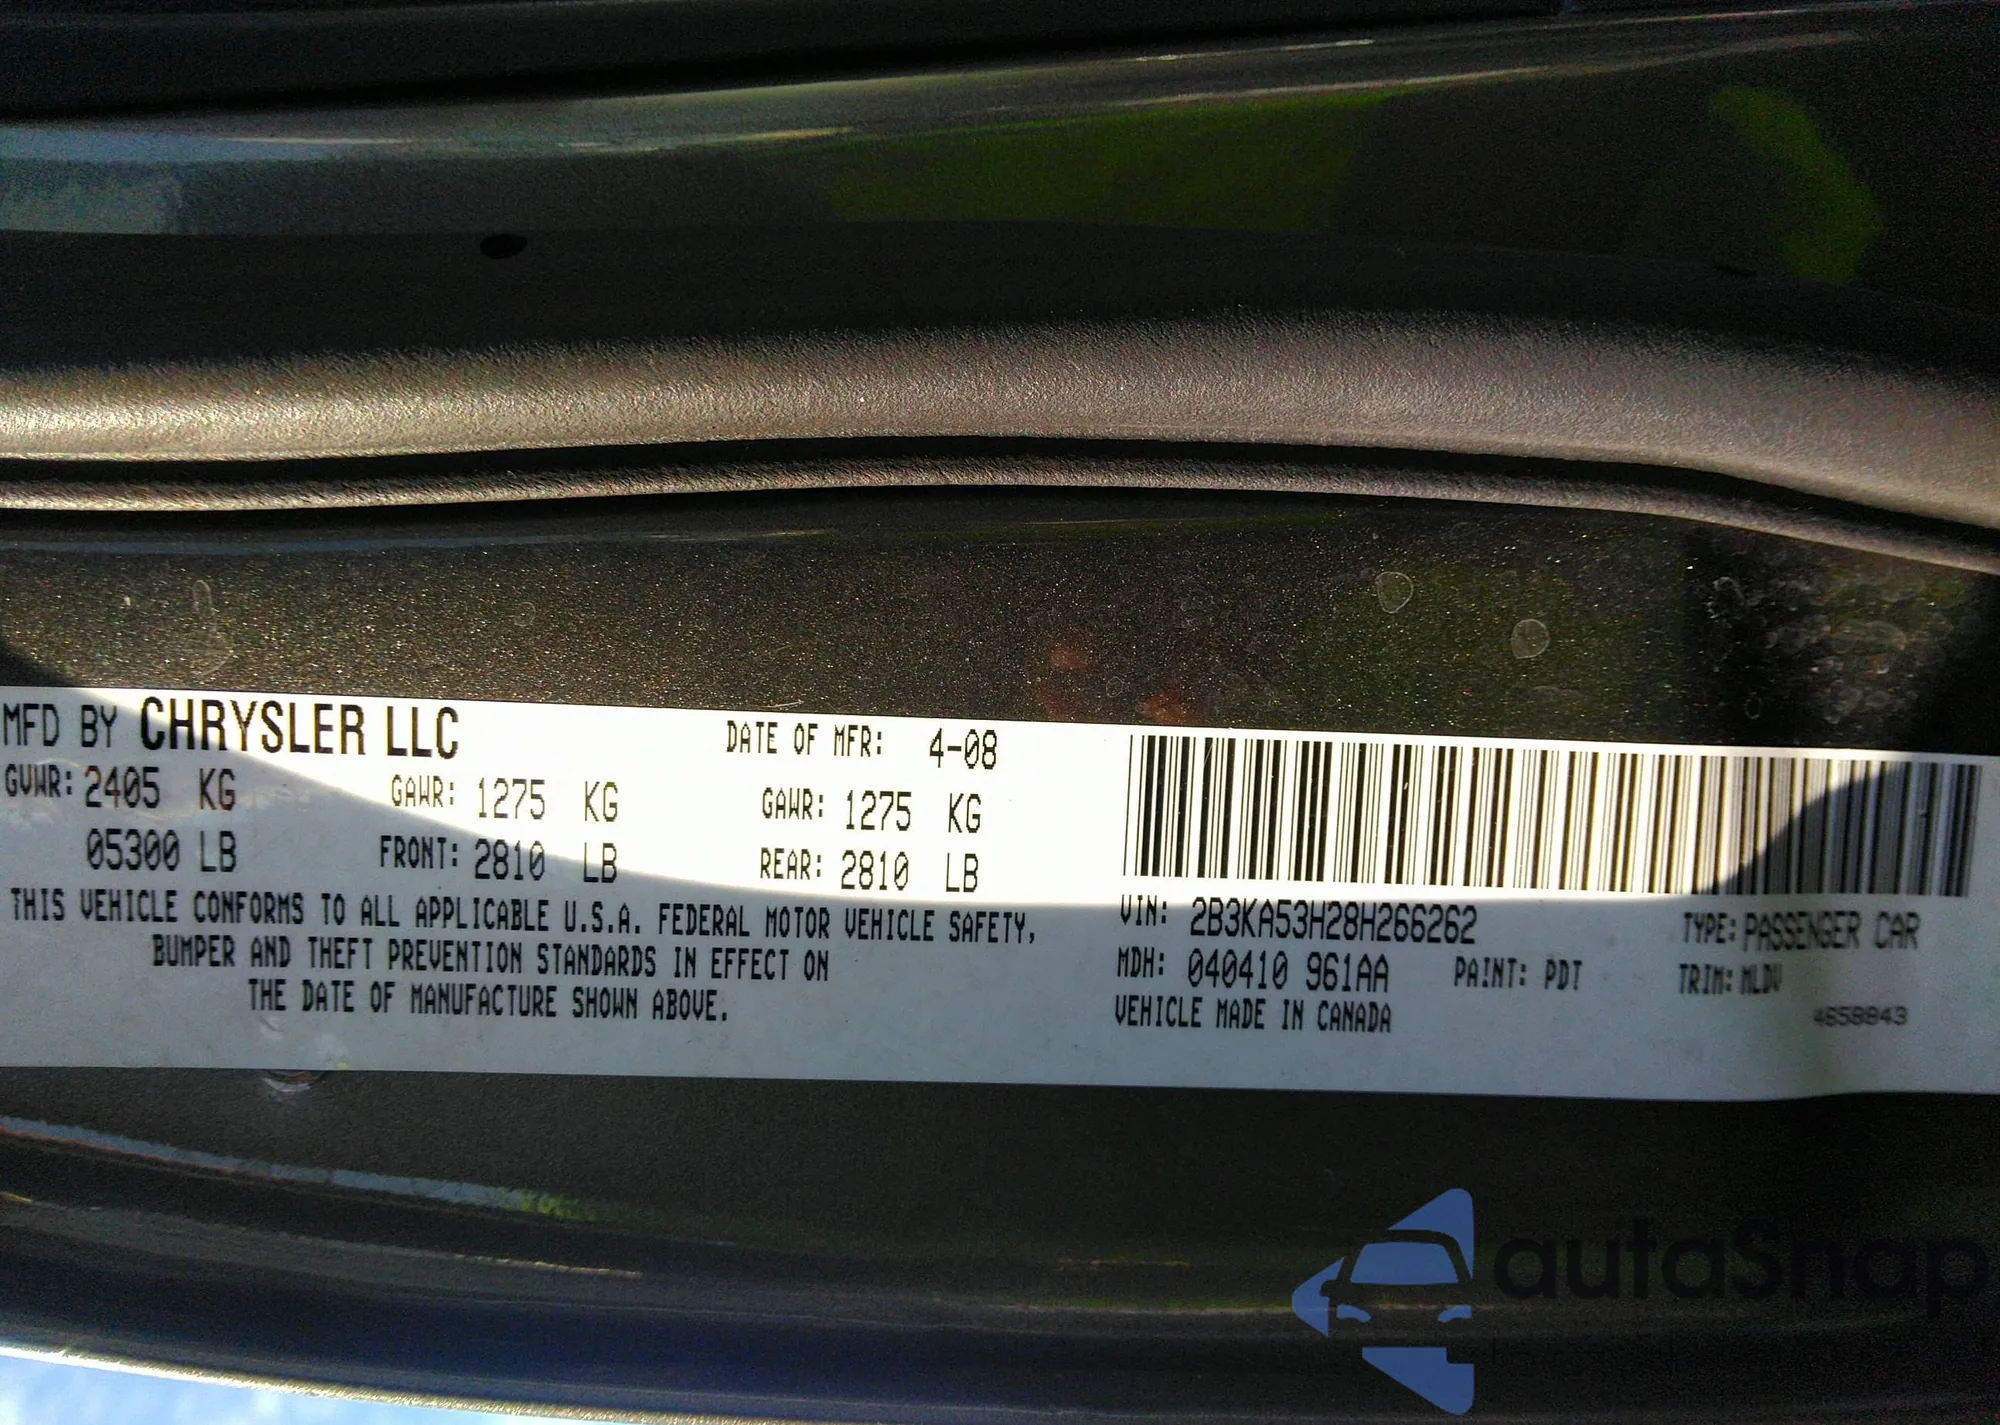 MFD BY CHRYSLER LLC DATE OF MFR: 4-08
GVWR: 2405 KG GAWR: 1275 KG GAWR: 1275 KG
05300 LB FRONT: 2810 LB REAR: 2810 LB
THIS VEHICLE CONFORMS TO ALL APPLICABLE U.S.A. FEDERAL MOTOR VEHICLE SAFETY,
BUMPER AND THEFT PREVENTION STANDARDS IN EFFECT ON
THE DATE OF MANUFACTURE SHOWN ABOVE.
VIN: 2B3KA53H28H266262 TYPE: PASSENGER CAR
MDH: 040410 961AA PAINT: PDT TRIM: MLDV
VEHICLE MADE IN CANADA 4658943
autaSnap